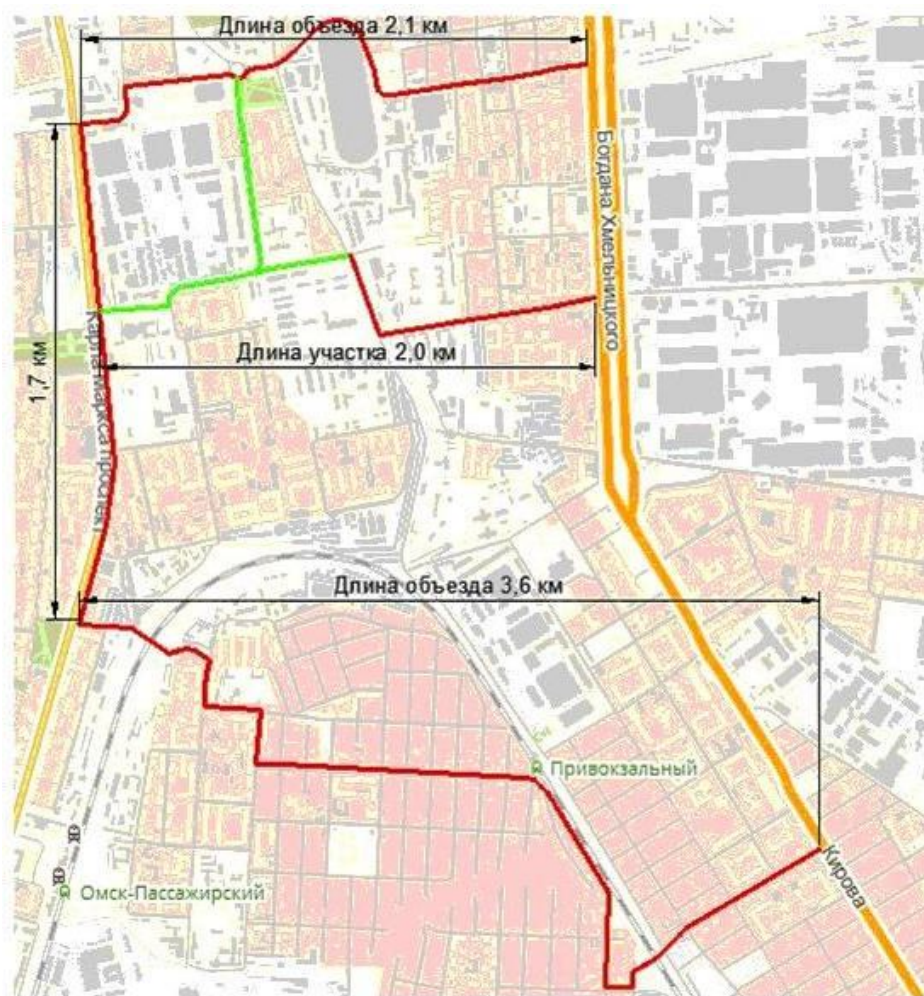 Длина объезда 2,1 км
Богдана Хмельницкого
Карла Маркса проспект
Длина участка 2,0 км
1,7 км
Длина объезда 3,6 км
Привокзальный
Омск-Пассажирский
Кирова